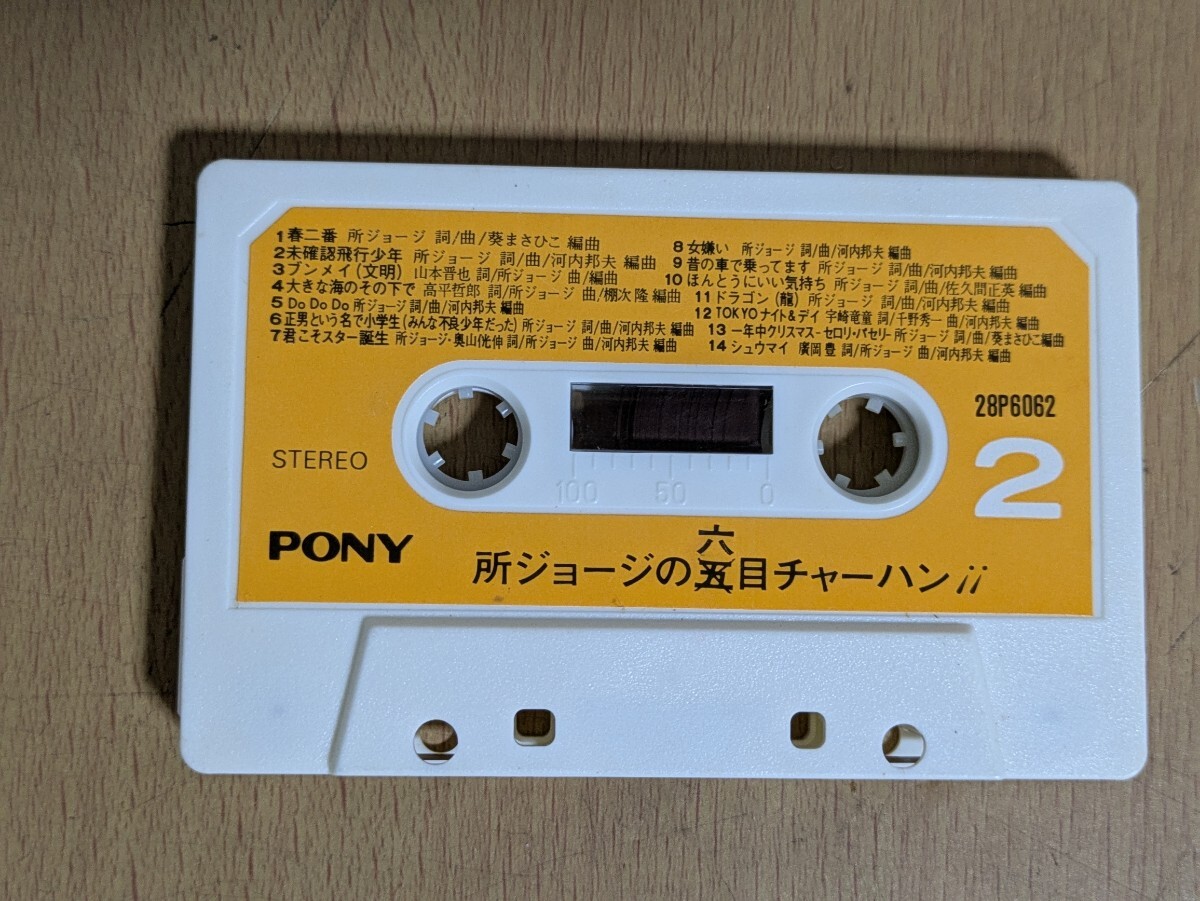 1 春二番 所ジョージ 詞/曲/葵まさひこ 編曲
2 未確認飛行少年 所ジョージ 詞/曲/河内邦夫 編曲
3 ブンメイ(文明) 山本晋也 詞/所ジョージ 曲/編曲
4 大きな海のその下で 高平哲郎 詞/所ジョージ 曲/棚次隆 編曲
5 Do Do Do 所ジョージ 詞/曲/河内邦夫 編曲
6 正男という名で小学生(みんな不良少年だった) 所ジョージ 詞/曲/河内邦夫 編曲
7 君こそスター誕生 所ジョージ・奥山侊伸 詞/所ジョージ 曲/河内邦夫 編曲
8 女嫌い 所ジョージ 詞/曲/河内邦夫 編曲
9 昔の車で乗ってます 所ジョージ 詞/曲/河内邦夫 編曲
10 ほんとうにいい気持ち 所ジョージ 詞/曲/佐久間正英 編曲
11 ドラゴン(龍) 所ジョージ 詞/曲/河内邦夫 編曲
12 TOKYOナイト&デイ 宇崎竜童 詞/千野秀一 曲/河内邦夫 編曲
13 一年中クリスマス-セロリ・パセリ- 所ジョージ 詞/曲/葵まさひこ 編曲
14 シュウマイ 廣岡豊 詞/所ジョージ 曲/河内邦夫 編曲
28P6062
STEREO
2
100 50 0
PONY
六
所ジョージの五目チャーハン¡¡